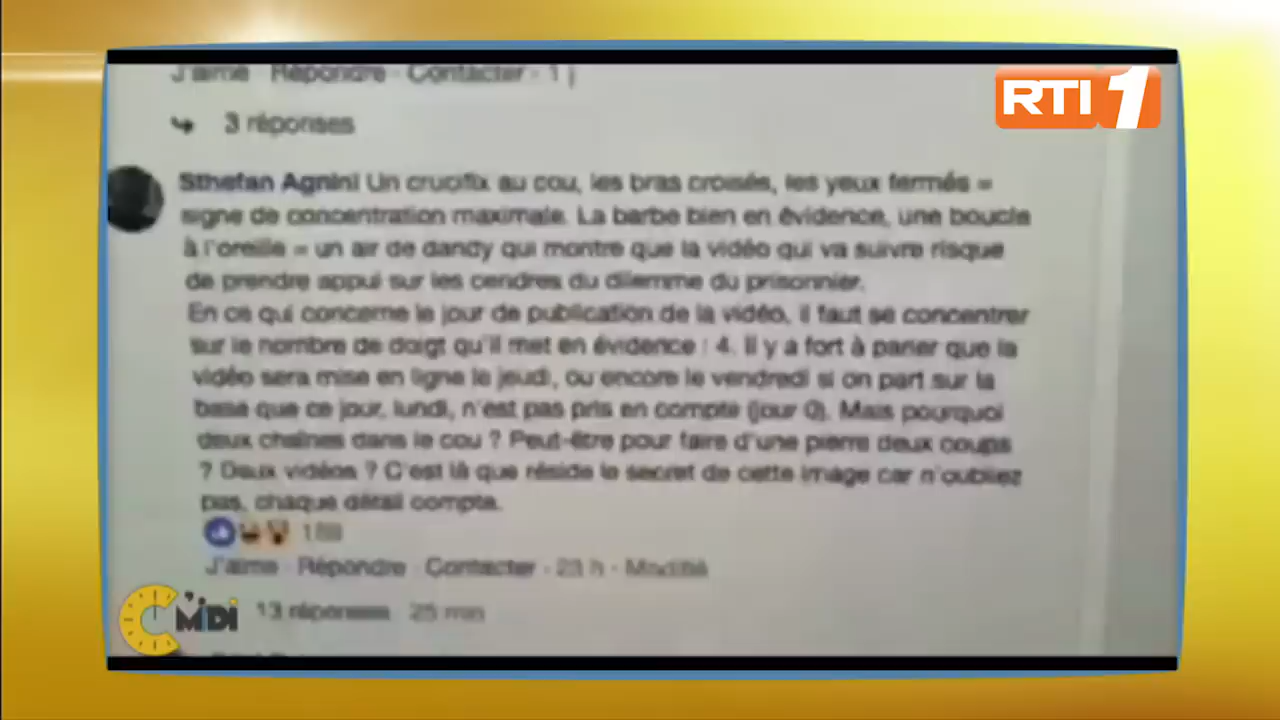 J'aime · Répondre · Contacter · 1 j
RTI 1
3 réponses
Sthefan Agnini Un crucifix au cou, les bras croisés, les yeux fermés =
signe de concentration maximale. La barbe bien en évidence, une boucle
à l'oreille = un air de dandy qui montre que la vidéo qui va suivre risque
de prendre appui sur les cendres du dilemme du prisonnier.
En ce qui concerne le jour de publication de la vidéo, il faut se concentrer
sur le nombre de doigt qu'il met en évidence : 4. Il y a fort à parier que la
vidéo sera mise en ligne le jeudi, ou encore le vendredi si on part sur la
base que ce jour, lundi, n'est pas pris en compte (jour 0). Mais pourquoi
deux chaînes dans le cou ? Peut-être pour faire d'une pierre deux coups
? Deux vidéos ? C'est là que réside le secret de cette image car n'oubliez
pas, chaque détail compte.
J'aime · Répondre · Contacter · 23 h · Modifié
C MiDi
13 réponses 25 min